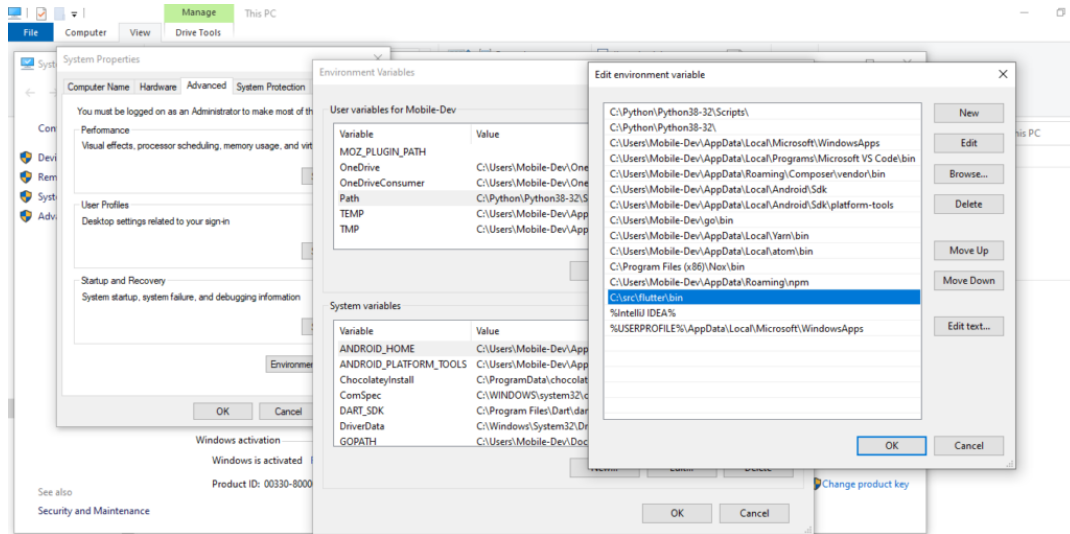 Manage This PC
File Computer View Drive Tools
System Properties
Computer Name Hardware Advanced System Protection
You must be logged on as an Administrator to make most of th
Performance
Visual effects, processor scheduling, memory usage, and virt
User Profiles
Desktop settings related to your sign-in
Startup and Recovery
System startup, system failure, and debugging information
Environmen
OK Cancel
Syst
Con
Devi
Rem
Syst
Adva
Windows activation
Windows is activated
Product ID: 00330-8000
See also
Security and Maintenance
Environment Variables
User variables for Mobile-Dev
Variable Value
MOZ_PLUGIN_PATH
OneDrive C:\Users\Mobile-Dev\One
OneDriveConsumer C:\Users\Mobile-Dev\One
Path C:\Python\Python38-32\S
TEMP C:\Users\Mobile-Dev\App
TMP C:\Users\Mobile-Dev\App
System variables
Variable Value
ANDROID_HOME C:\Users\Mobile-Dev\App
ANDROID_PLATFORM_TOOLS C:\Users\Mobile-Dev\App
ChocolateyInstall C:\ProgramData\chocolat
ComSpec C:\WINDOWS\system32\c
DART_SDK C:\Program Files\Dart\dar
DriverData C:\Windows\System32\Dr
GOPATH C:\Users\Mobile-Dev\Doc
New... Edit... Delete
OK Cancel
Edit environment variable
C:\Python\Python38-32\Scripts\
C:\Python\Python38-32\
C:\Users\Mobile-Dev\AppData\Local\Microsoft\WindowsApps
C:\Users\Mobile-Dev\AppData\Local\Programs\Microsoft VS Code\bin
C:\Users\Mobile-Dev\AppData\Roaming\Composer\vendor\bin
C:\Users\Mobile-Dev\AppData\Local\Android\Sdk
C:\Users\Mobile-Dev\AppData\Local\Android\Sdk\platform-tools
C:\Users\Mobile-Dev\go\bin
C:\Users\Mobile-Dev\AppData\Local\Yarn\bin
C:\Users\Mobile-Dev\AppData\Local\atom\bin
C:\Program Files (x86)\Nox\bin
C:\Users\Mobile-Dev\AppData\Roaming\npm
C:\src\flutter\bin
%IntelliJ IDEA%
%USERPROFILE%\AppData\Local\Microsoft\WindowsApps
New
Edit
Browse...
Delete
Move Up
Move Down
Edit text...
OK Cancel
his PC
Change product key